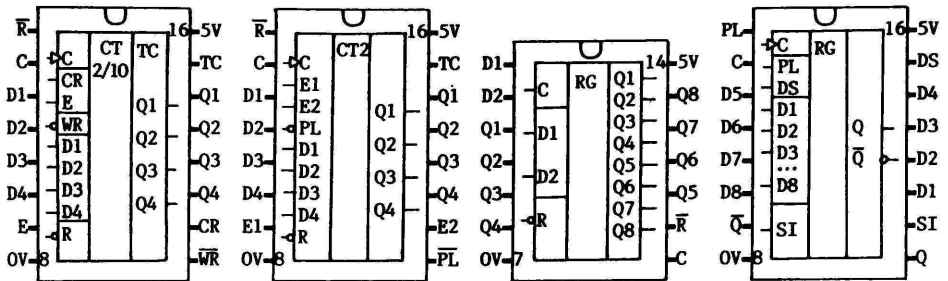 R̅ 16 5V
C C CT 2/10 TC TC
D1 CR Q1
E Q1
D2 WR Q2 Q2
D1
D3 D2 Q3 Q3
D3
D4 D4 Q4 Q4
E R CR
0V 8 W̅R̅
R̅ 16 5V
C C CT2 TC
D1 E1 Q1
E2 Q1
D2 PL Q2
D1 Q2
D3 D2 Q3
D3 Q3
D4 D4 Q4 Q4
E1 R E2
0V 8 P̅L̅
D1 RG Q1 14 5V
D2 C Q2 Q8
Q3
Q1 D1 Q4 Q7
Q2 D2 Q5 Q6
Q3 Q6 Q5
Q4 R Q7 R̅
Q8
0V 7 C
PL C RG 16 5V
C PL DS
DS
D5 D1 D4
D6 D2 Q D3
D3
D7 ... Q̅ D2
D8 D8 D1
Q̅ SI SI
0V 8 Q